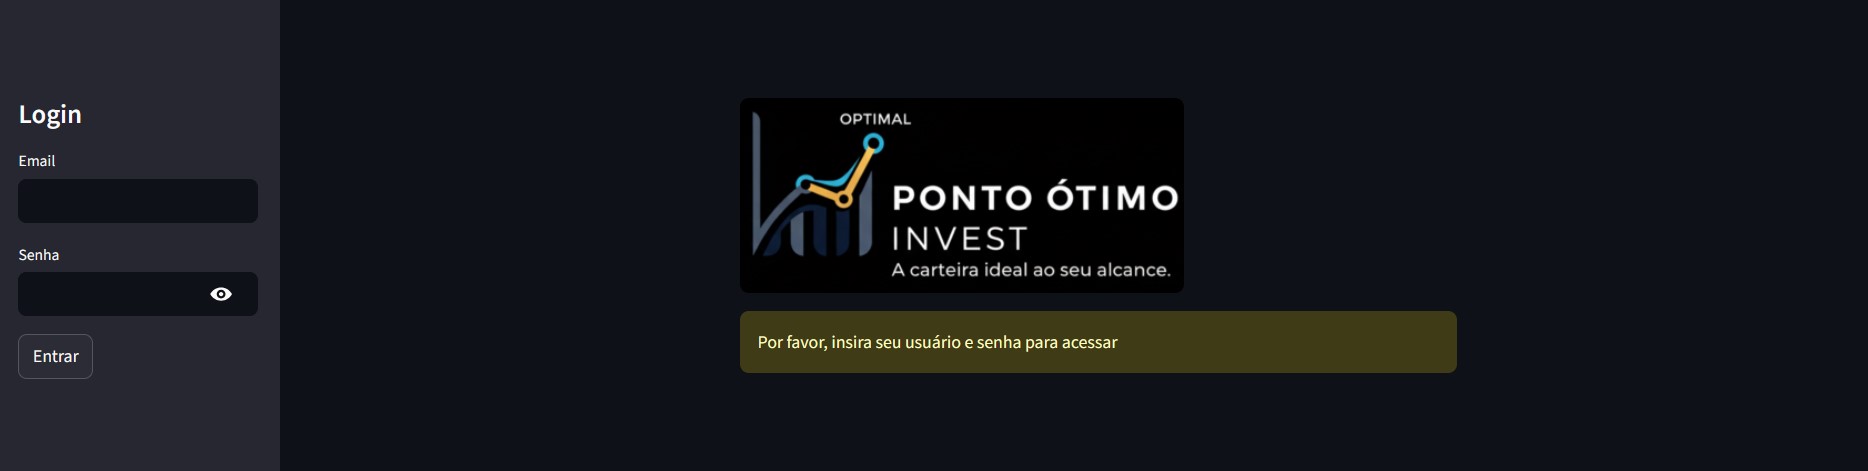 Login
Email
Senha
Entrar
OPTIMAL
PONTO ÓTIMO
INVEST
A carteira ideal ao seu alcance.
Por favor, insira seu usuário e senha para acessar